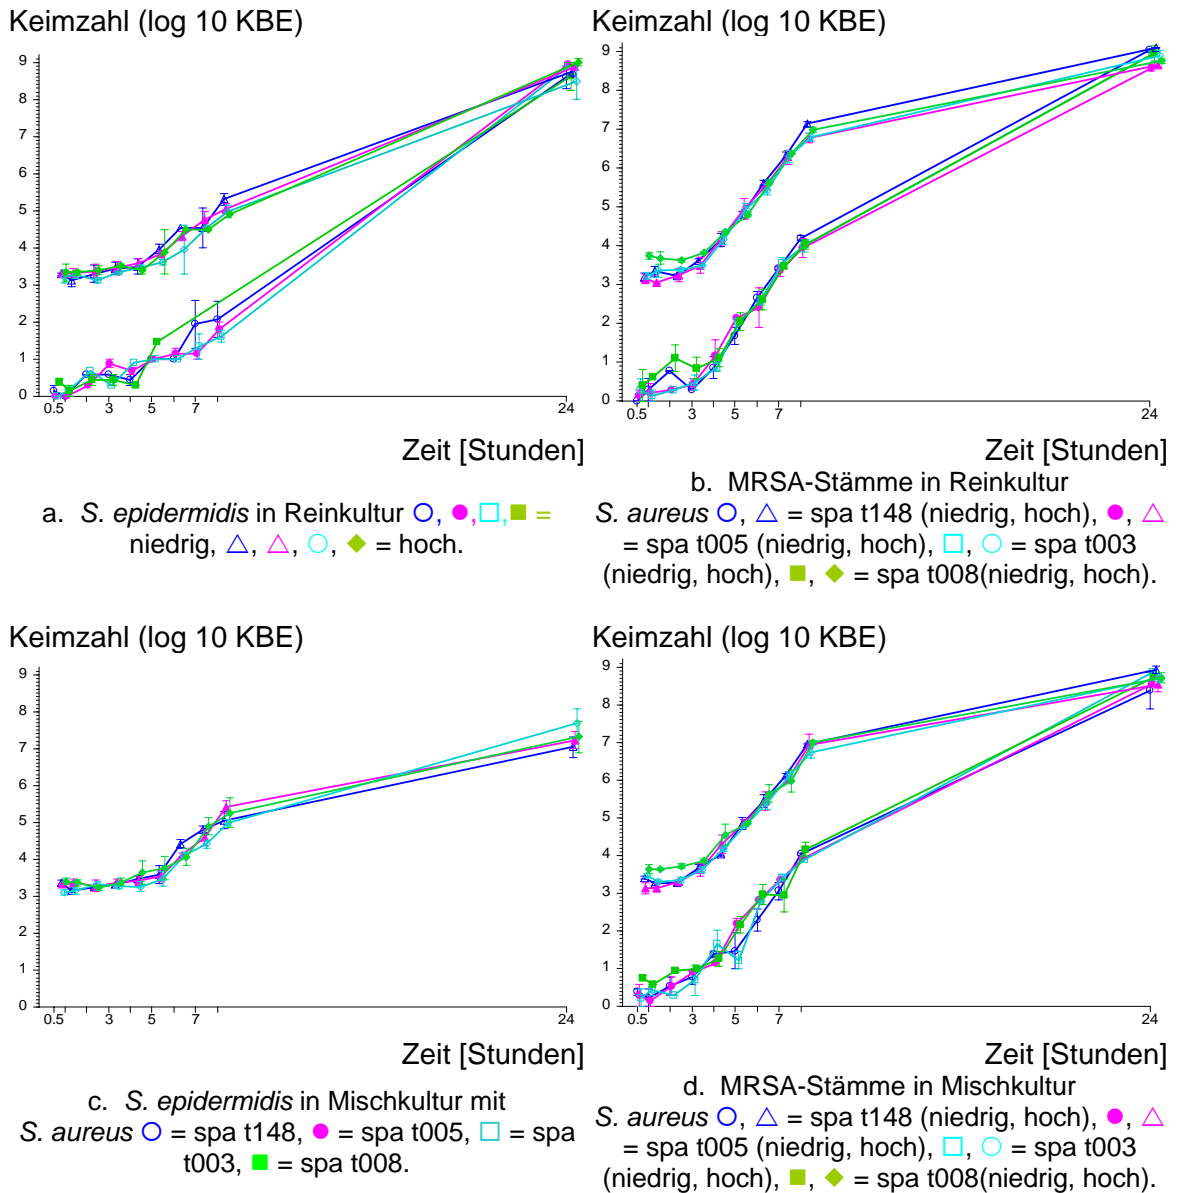 Keimzahl (log 10 KBE)
9
8
7
6
5
4
3
2
1
0
0.5 3 5 7 24
Zeit [Stunden]
a. S. epidermidis in Reinkultur ○, ●,□,■ =
niedrig, △, △, ○, ◆ = hoch.
Keimzahl (log 10 KBE)
9
8
7
6
5
4
3
2
1
0
0.5 3 5 7 24
Zeit [Stunden]
b. MRSA-Stämme in Reinkultur
S. aureus ○, △ = spa t148 (niedrig, hoch), ●, △
= spa t005 (niedrig, hoch), □, ○ = spa t003
(niedrig, hoch), ■, ◆ = spa t008(niedrig, hoch).
Keimzahl (log 10 KBE)
9
8
7
6
5
4
3
2
1
0
0.5 3 5 7 24
Zeit [Stunden]
c. S. epidermidis in Mischkultur mit
S. aureus ○ = spa t148, ● = spa t005, □ = spa
t003, ■ = spa t008.
Keimzahl (log 10 KBE)
9
8
7
6
5
4
3
2
1
0
0.5 3 5 7 24
Zeit [Stunden]
d. MRSA-Stämme in Mischkultur
S. aureus ○, △ = spa t148 (niedrig, hoch), ●, △
= spa t005 (niedrig, hoch), □, ○ = spa t003
(niedrig, hoch), ■, ◆ = spa t008(niedrig, hoch).